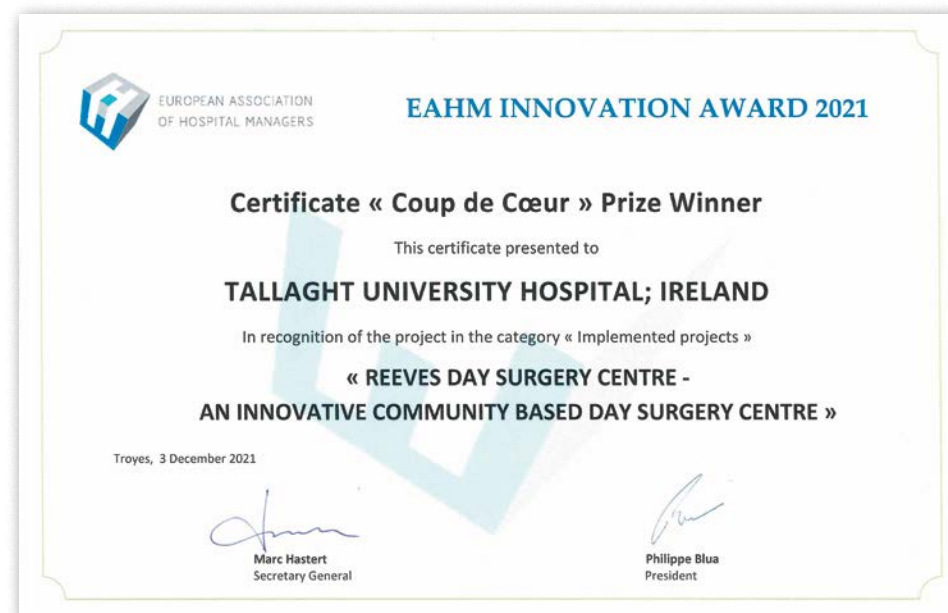 EUROPEAN ASSOCIATION
OF HOSPITAL MANAGERS
EAHM INNOVATION AWARD 2021
Certificate « Coup de Cœur » Prize Winner
This certificate presented to
TALLAGHT UNIVERSITY HOSPITAL; IRELAND
In recognition of the project in the category « Implemented projects »
« REEVES DAY SURGERY CENTRE -
AN INNOVATIVE COMMUNITY BASED DAY SURGERY CENTRE »
Troyes, 3 December 2021
Marc Hastert
Secretary General
Philippe Blua
President